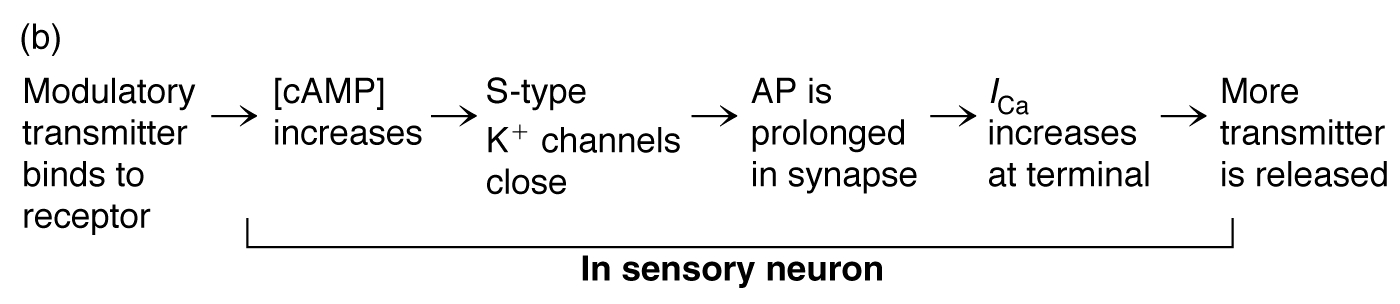 (b)
Modulatory
transmitter
binds to
receptor
[cAMP]
increases
S-type
K⁺ channels
close
AP is
prolonged
in synapse
I_Ca
increases
at terminal
More
transmitter
is released
In sensory neuron